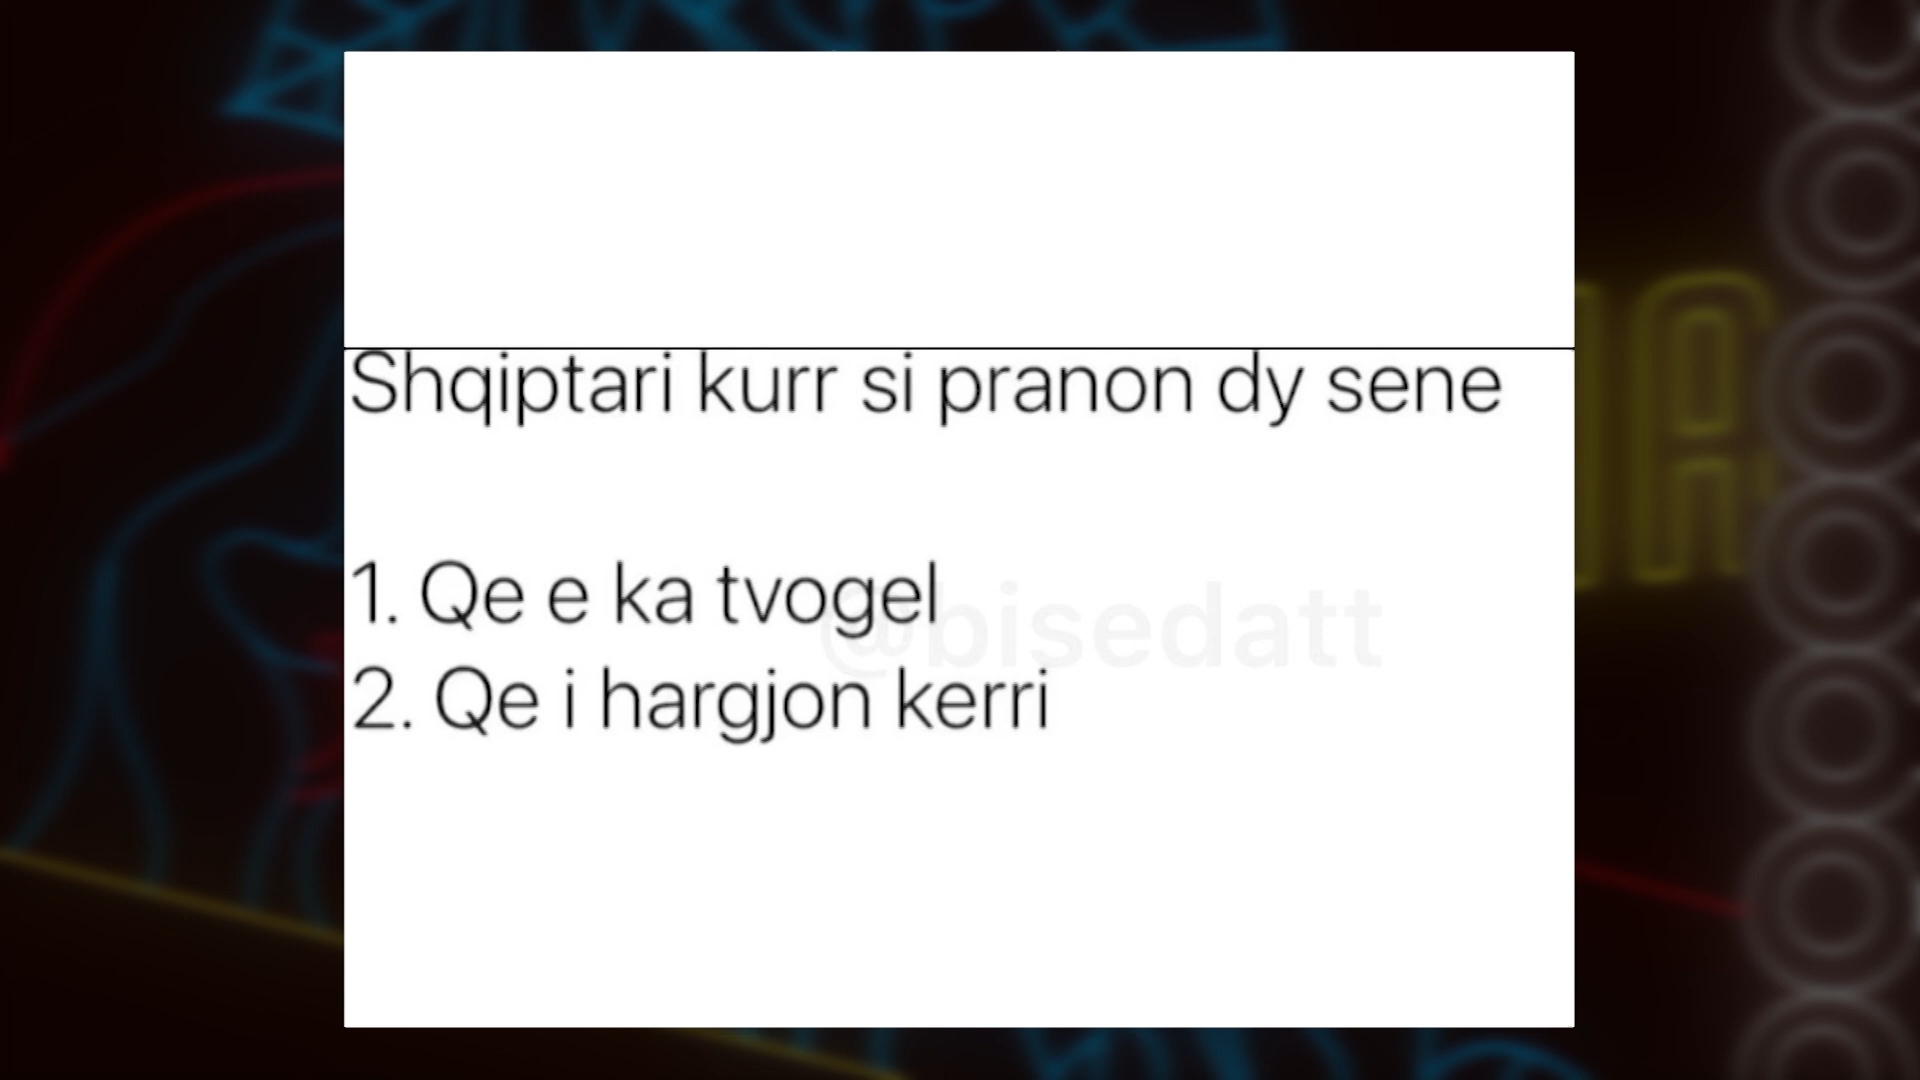 Shqiptari kurr si pranon dy sene
1. Qe e ka tvogel
@bisedatt
2. Qe i hargjon kerri